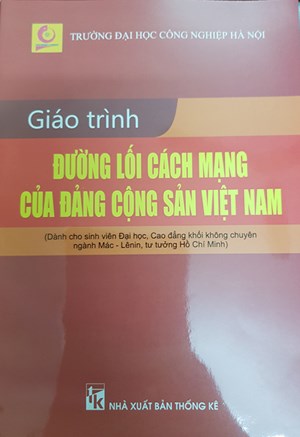 TRƯỜNG ĐẠI HỌC CÔNG NGHIỆP HÀ NỘI
Giáo trình
ĐƯỜNG LỐI CÁCH MẠNG
CỦA ĐẢNG CỘNG SẢN VIỆT NAM
(Dành cho sinh viên Đại học, Cao đẳng khối không chuyên
ngành Mác - Lênin, tư tưởng Hồ Chí Minh)
NHÀ XUẤT BẢN THỐNG KÊ